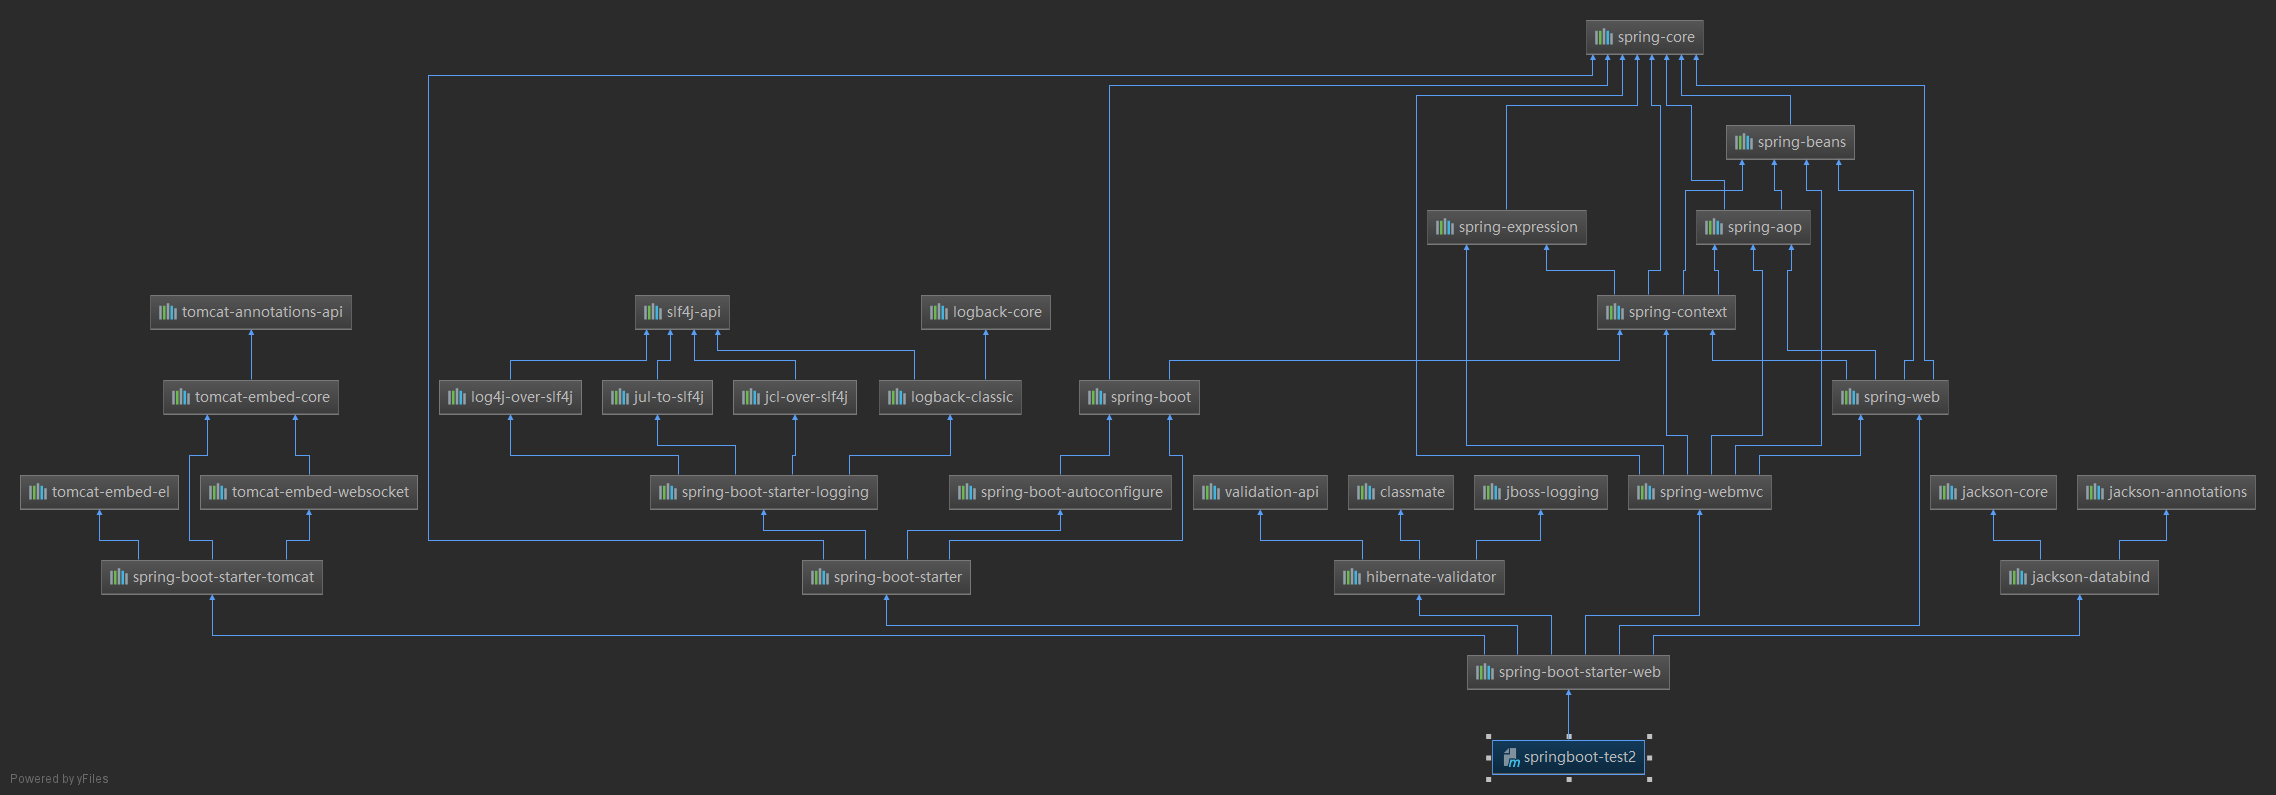 spring-core
spring-beans
spring-expression
spring-aop
tomcat-annotations-api
slf4j-api
logback-core
spring-context
tomcat-embed-core
log4j-over-slf4j
jul-to-slf4j
jcl-over-slf4j
logback-classic
spring-boot
spring-web
tomcat-embed-el
tomcat-embed-websocket
spring-boot-starter-logging
spring-boot-autoconfigure
validation-api
classmate
jboss-logging
spring-webmvc
jackson-core
jackson-annotations
spring-boot-starter-tomcat
spring-boot-starter
hibernate-validator
jackson-databind
spring-boot-starter-web
springboot-test2
Powered by yFiles